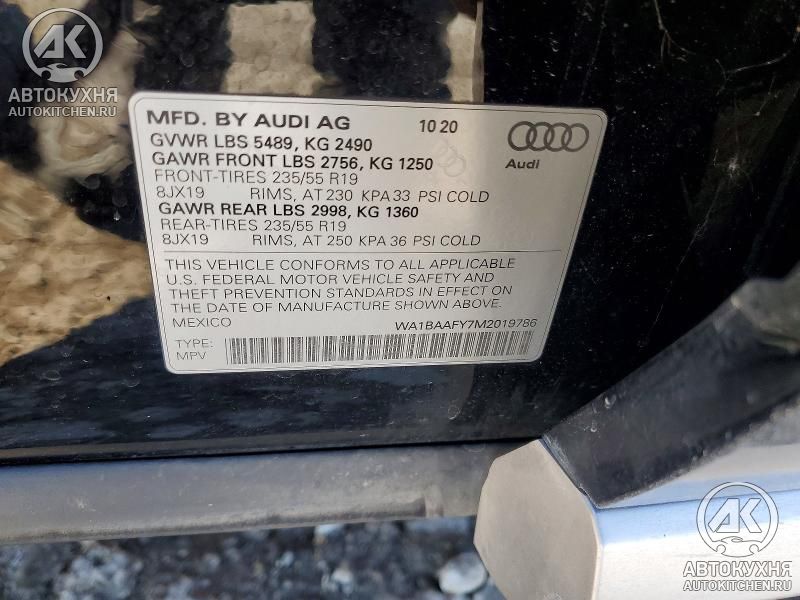 АВТОКУХНЯ
AUTOKITCHEN.RU
MFD. BY AUDI AG 10 20
GVWR LBS 5489, KG 2490
GAWR FRONT LBS 2756, KG 1250
FRONT-TIRES 235/55 R19
8JX19 RIMS, AT 230 KPA 33 PSI COLD
GAWR REAR LBS 2998, KG 1360
REAR-TIRES 235/55 R19
8JX19 RIMS, AT 250 KPA 36 PSI COLD
Audi
THIS VEHICLE CONFORMS TO ALL APPLICABLE
U.S. FEDERAL MOTOR VEHICLE SAFETY AND
THEFT PREVENTION STANDARDS IN EFFECT ON
THE DATE OF MANUFACTURE SHOWN ABOVE.
MEXICO WA1BAAFY7M2019786
TYPE:
MPV
АВТОКУХНЯ
AUTOKITCHEN.RU